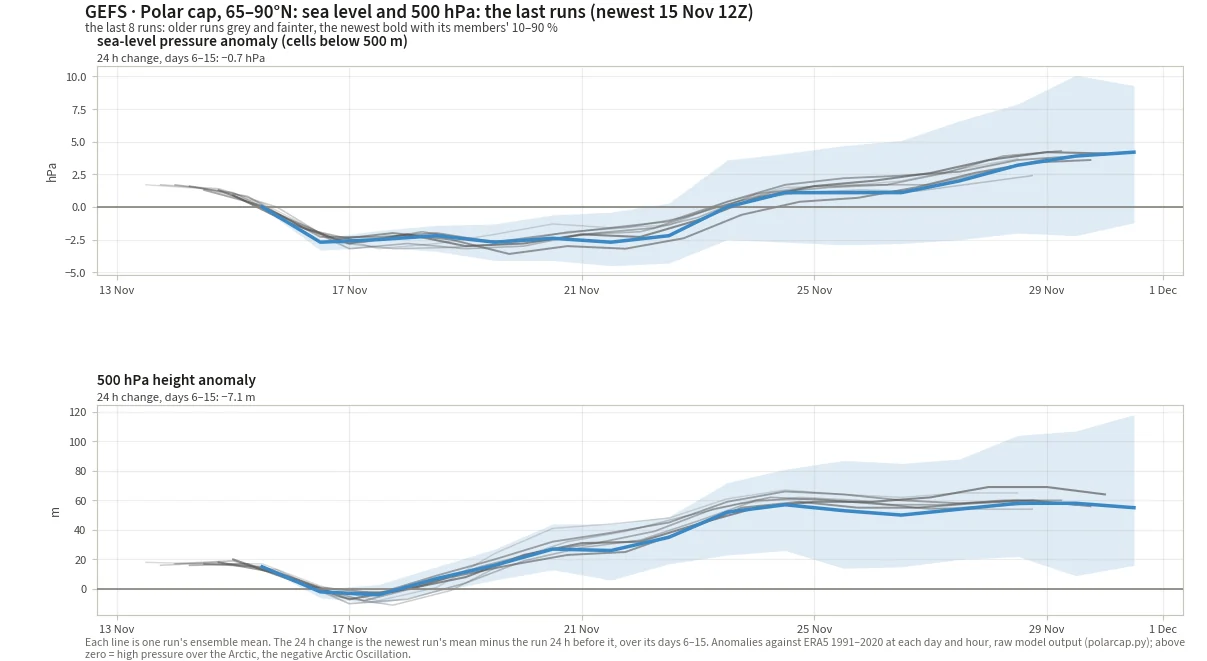 GEFS · Polar cap, 65–90°N: sea level and 500 hPa: the last runs (newest 15 Nov 12Z)
the last 8 runs: older runs grey and fainter, the newest bold with its members' 10–90 %
sea-level pressure anomaly (cells below 500 m)
24 h change, days 6–15: −0.7 hPa
10.0
7.5
5.0
2.5
0.0
−2.5
−5.0
hPa
13 Nov
17 Nov
21 Nov
25 Nov
29 Nov
1 Dec
500 hPa height anomaly
24 h change, days 6–15: −7.1 m
120
100
80
60
40
20
0
m
13 Nov
17 Nov
21 Nov
25 Nov
29 Nov
1 Dec
Each line is one run's ensemble mean. The 24 h change is the newest run's mean minus the run 24 h before it, over its days 6–15. Anomalies against ERA5 1991–2020 at each day and hour, raw model output (polarcap.py); above
zero = high pressure over the Arctic, the negative Arctic Oscillation.